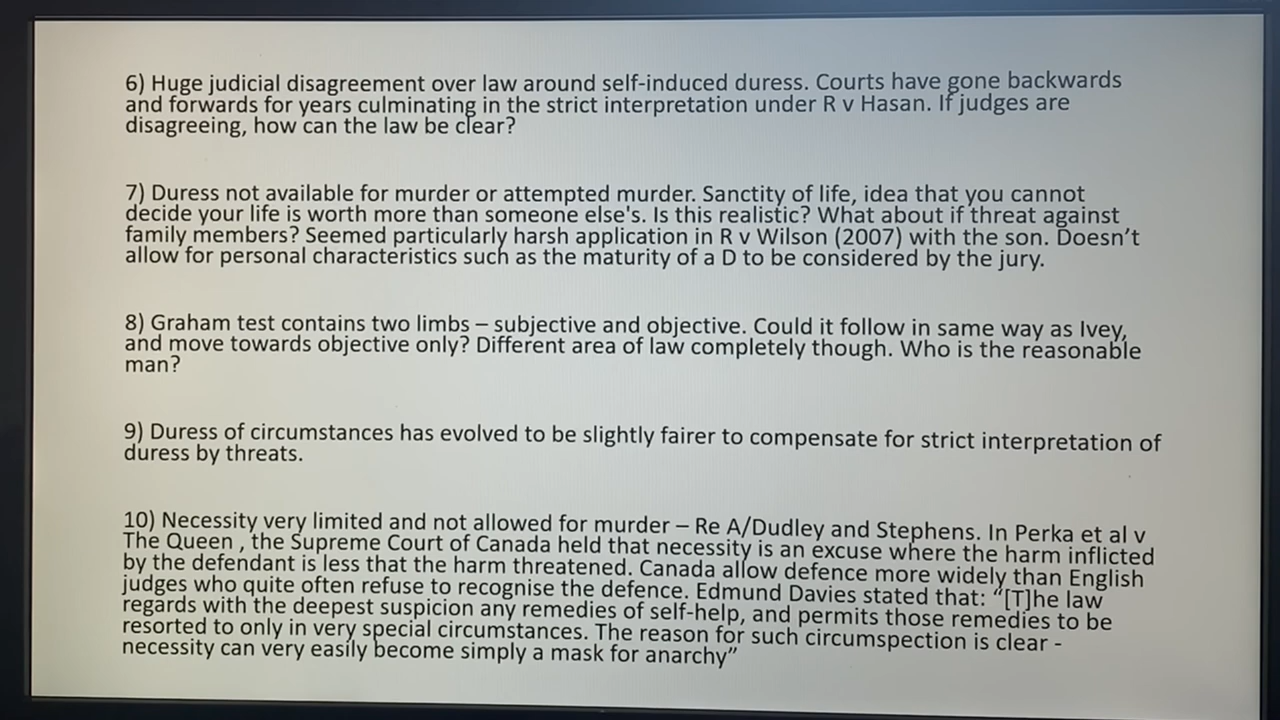 6) Huge judicial disagreement over law around self-induced duress. Courts have gone backwards
and forwards for years culminating in the strict interpretation under R v Hasan. If judges are
disagreeing, how can the law be clear?
7) Duress not available for murder or attempted murder. Sanctity of life, idea that you cannot
decide your life is worth more than someone else's. Is this realistic? What about if threat against
family members? Seemed particularly harsh application in R v Wilson (2007) with the son. Doesn’t
allow for personal characteristics such as the maturity of a D to be considered by the jury.
8) Graham test contains two limbs – subjective and objective. Could it follow in same way as Ivey,
and move towards objective only? Different area of law completely though. Who is the reasonable
man?
9) Duress of circumstances has evolved to be slightly fairer to compensate for strict interpretation of
duress by threats.
10) Necessity very limited and not allowed for murder – Re A/Dudley and Stephens. In Perka et al v
The Queen , the Supreme Court of Canada held that necessity is an excuse where the harm inflicted
by the defendant is less that the harm threatened. Canada allow defence more widely than English
judges who quite often refuse to recognise the defence. Edmund Davies stated that: “[T]he law
regards with the deepest suspicion any remedies of self-help, and permits those remedies to be
resorted to only in very special circumstances. The reason for such circumspection is clear -
necessity can very easily become simply a mask for anarchy”